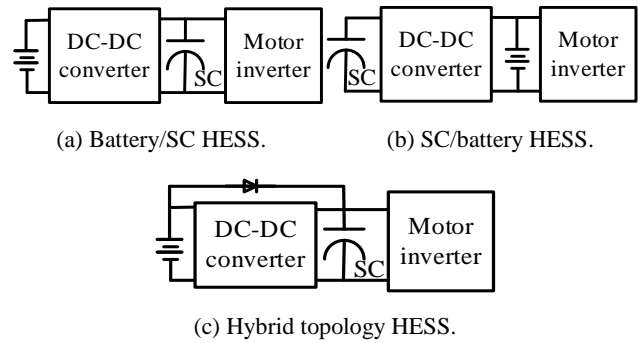 DC-DC
converter
SC
Motor
inverter
SC
DC-DC
converter
Motor
inverter
(a) Battery/SC HESS.
(b) SC/battery HESS.
DC-DC
converter
SC
Motor
inverter
(c) Hybrid topology HESS.